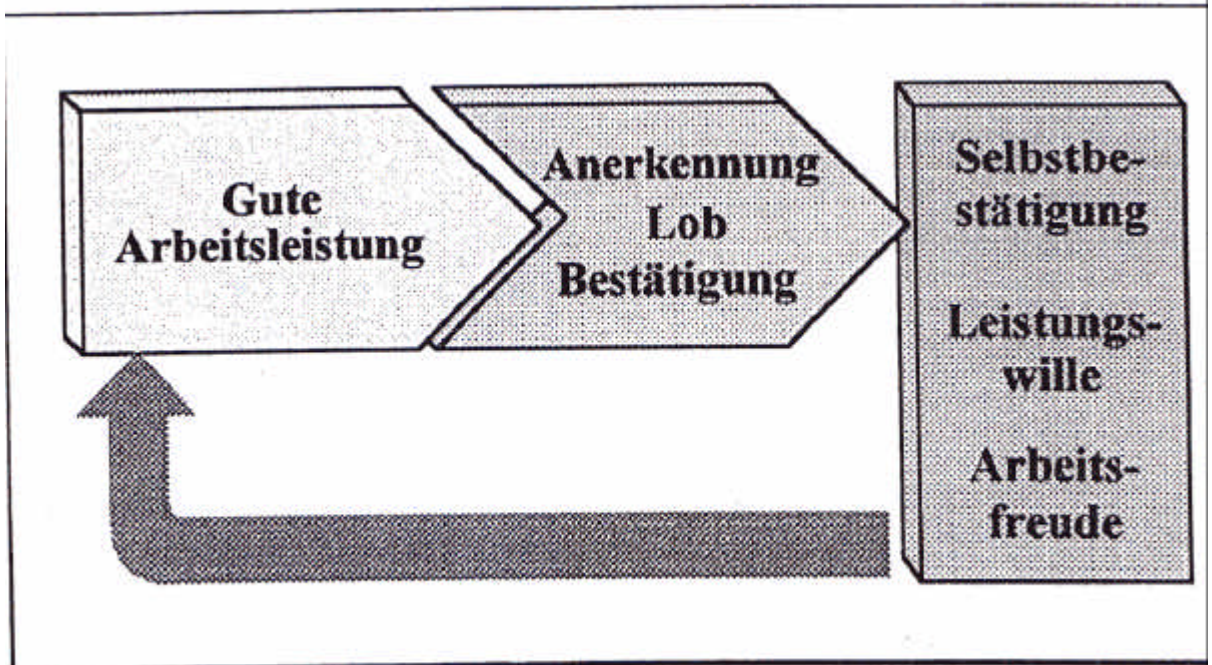 Gute
Arbeitsleistung
Anerkennung
Lob
Bestätigung
Selbstbe-
stätigung
Leistungs-
wille
Arbeits-
freude